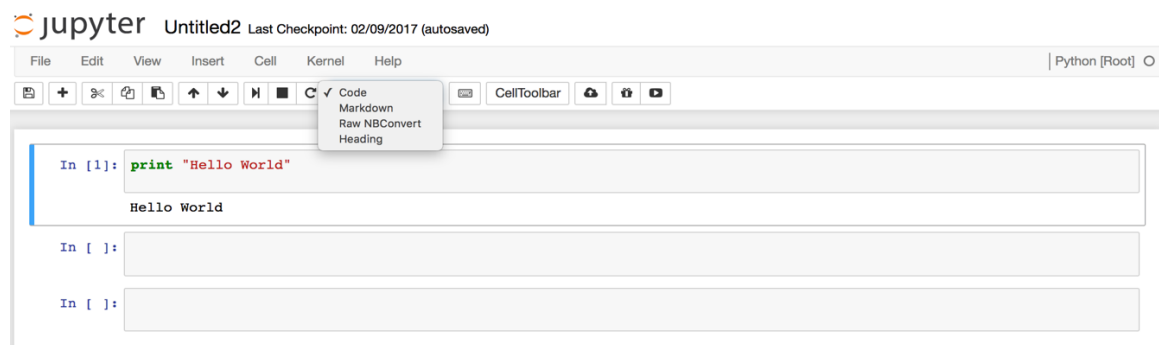 jupyter Untitled2 Last Checkpoint: 02/09/2017 (autosaved)
File Edit View Insert Cell Kernel Help Python [Root]
✓ Code CellToolbar
Markdown
Raw NBConvert
Heading
In [1]: print "Hello World"
Hello World
In [ ]:
In [ ]: